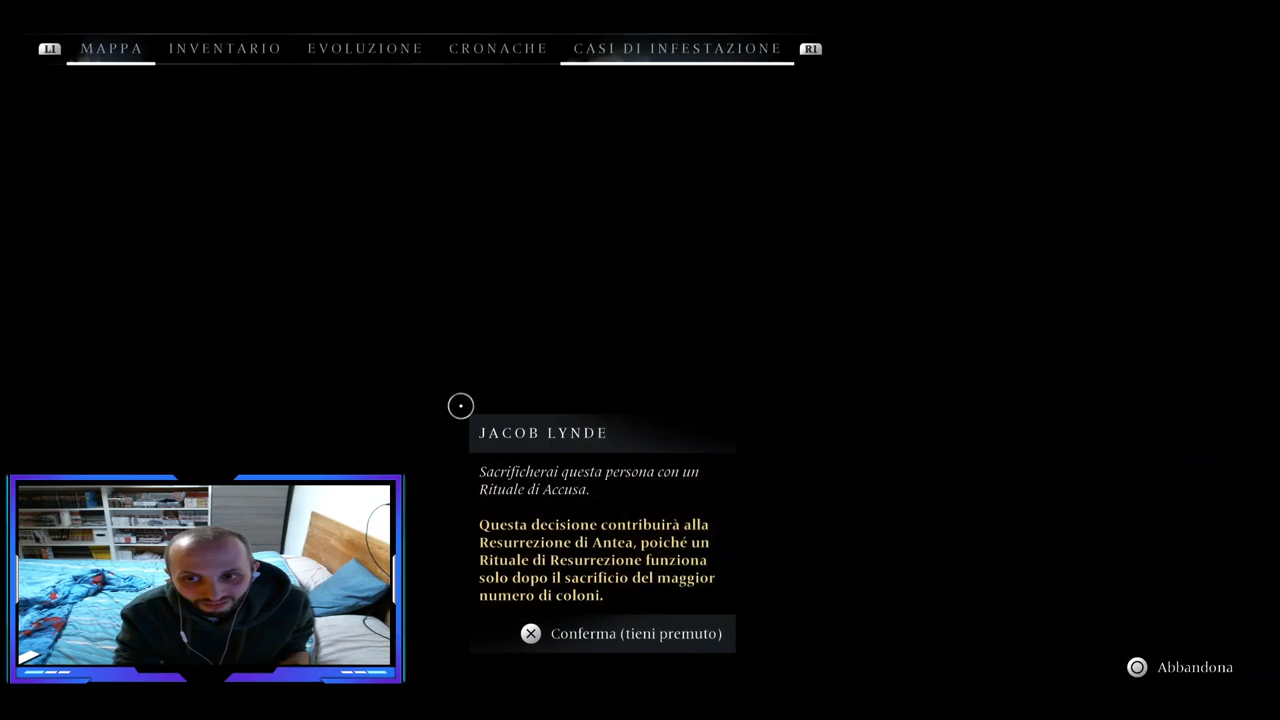 L1 MAPPA INVENTARIO EVOLUZIONE CRONACHE CASI DI INFESTAZIONE R1
JACOB LYNDE
Sacrificherai questa persona con un
Rituale di Accusa.
Questa decisione contribuirà alla
Resurrezione di Antea, poiché un
Rituale di Resurrezione funziona
solo dopo il sacrificio del maggior
numero di coloni.
Conferma (tieni premuto)
Abbandona